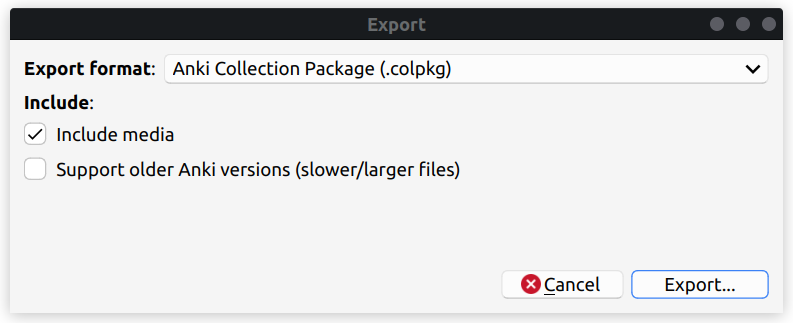 Export
Export format: Anki Collection Package (.colpkg)
Include:
Include media
Support older Anki versions (slower/larger files)
Cancel Export...